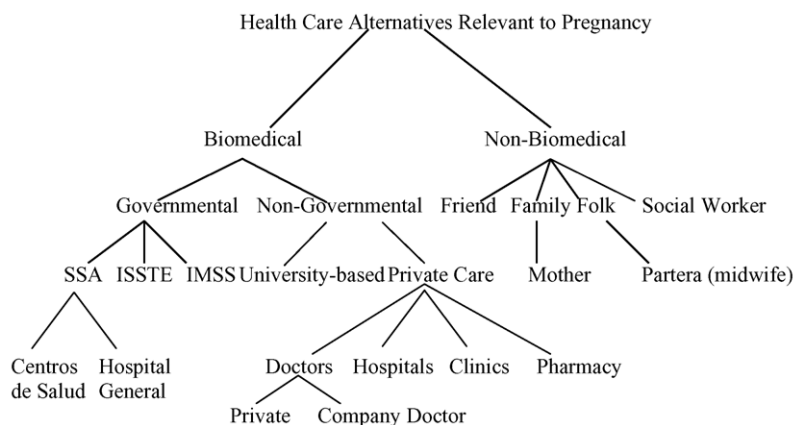 Health Care Alternatives Relevant to Pregnancy
Biomedical Non-Biomedical
Governmental Non-Governmental Friend Family Folk Social Worker
SSA ISSTE IMSS University-based Private Care Mother Partera (midwife)
Centros Hospital Doctors Hospitals Clinics Pharmacy
de Salud General
Private Company Doctor